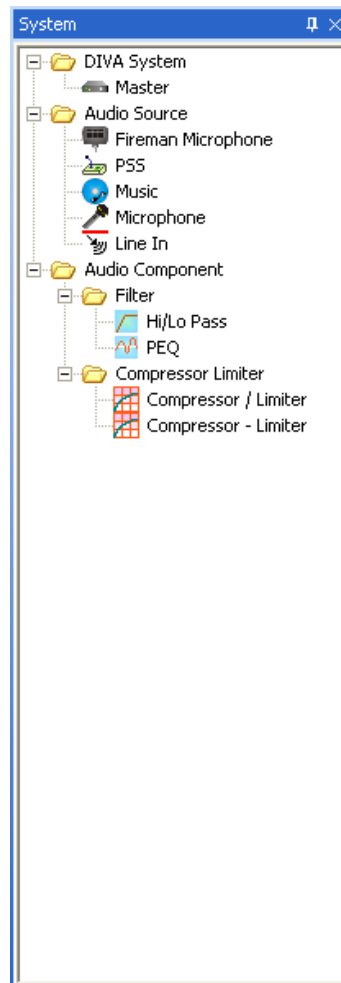 System
DIVA System
Master
Audio Source
Fireman Microphone
PSS
Music
Microphone
Line In
Audio Component
Filter
Hi/Lo Pass
PEQ
Compressor Limiter
Compressor / Limiter
Compressor - Limiter